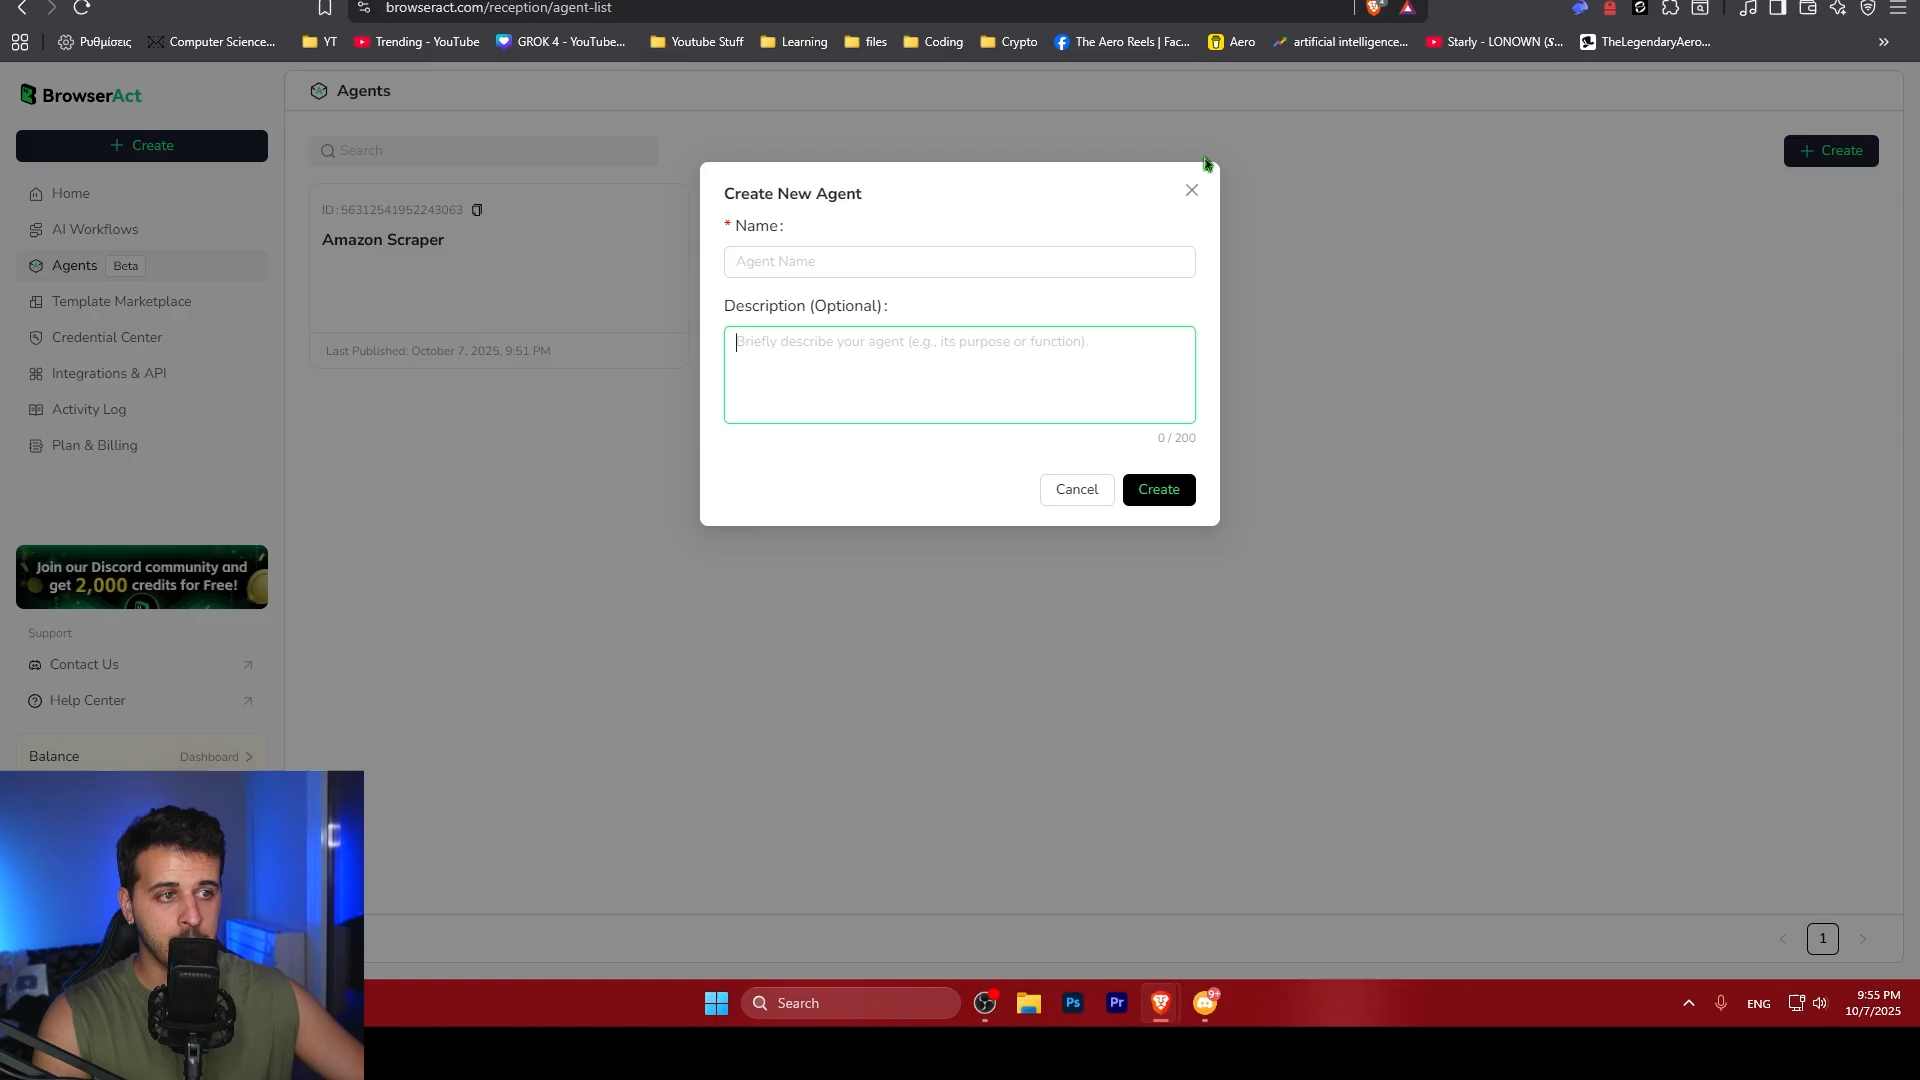 browseract.com/reception/agent-list
Ρυθμίσεις
Computer Science...
YT
Trending - YouTube
GROK 4 - YouTube...
Youtube Stuff
Learning
files
Coding
Crypto
The Aero Reels | Fac...
Aero
artificial intelligence...
Starly - LONOWN (S...
TheLegendaryAero...
BrowserAct
Create
Home
AI Workflows
Agents Beta
Template Marketplace
Credential Center
Integrations & API
Activity Log
Plan & Billing
Join our Discord community and
get 2,000 credits for Free!
Support
Contact Us
Help Center
Balance Dashboard
Agents
Search
Create
ID: 56312541952243063
Amazon Scraper
Last Published: October 7, 2025, 9:51 PM
Create New Agent
* Name:
Agent Name
Description (Optional):
Briefly describe your agent (e.g., its purpose or function).
0 / 200
Cancel
Create
1
Search
Ps
Pr
9+
ENG
9:55 PM
10/7/2025